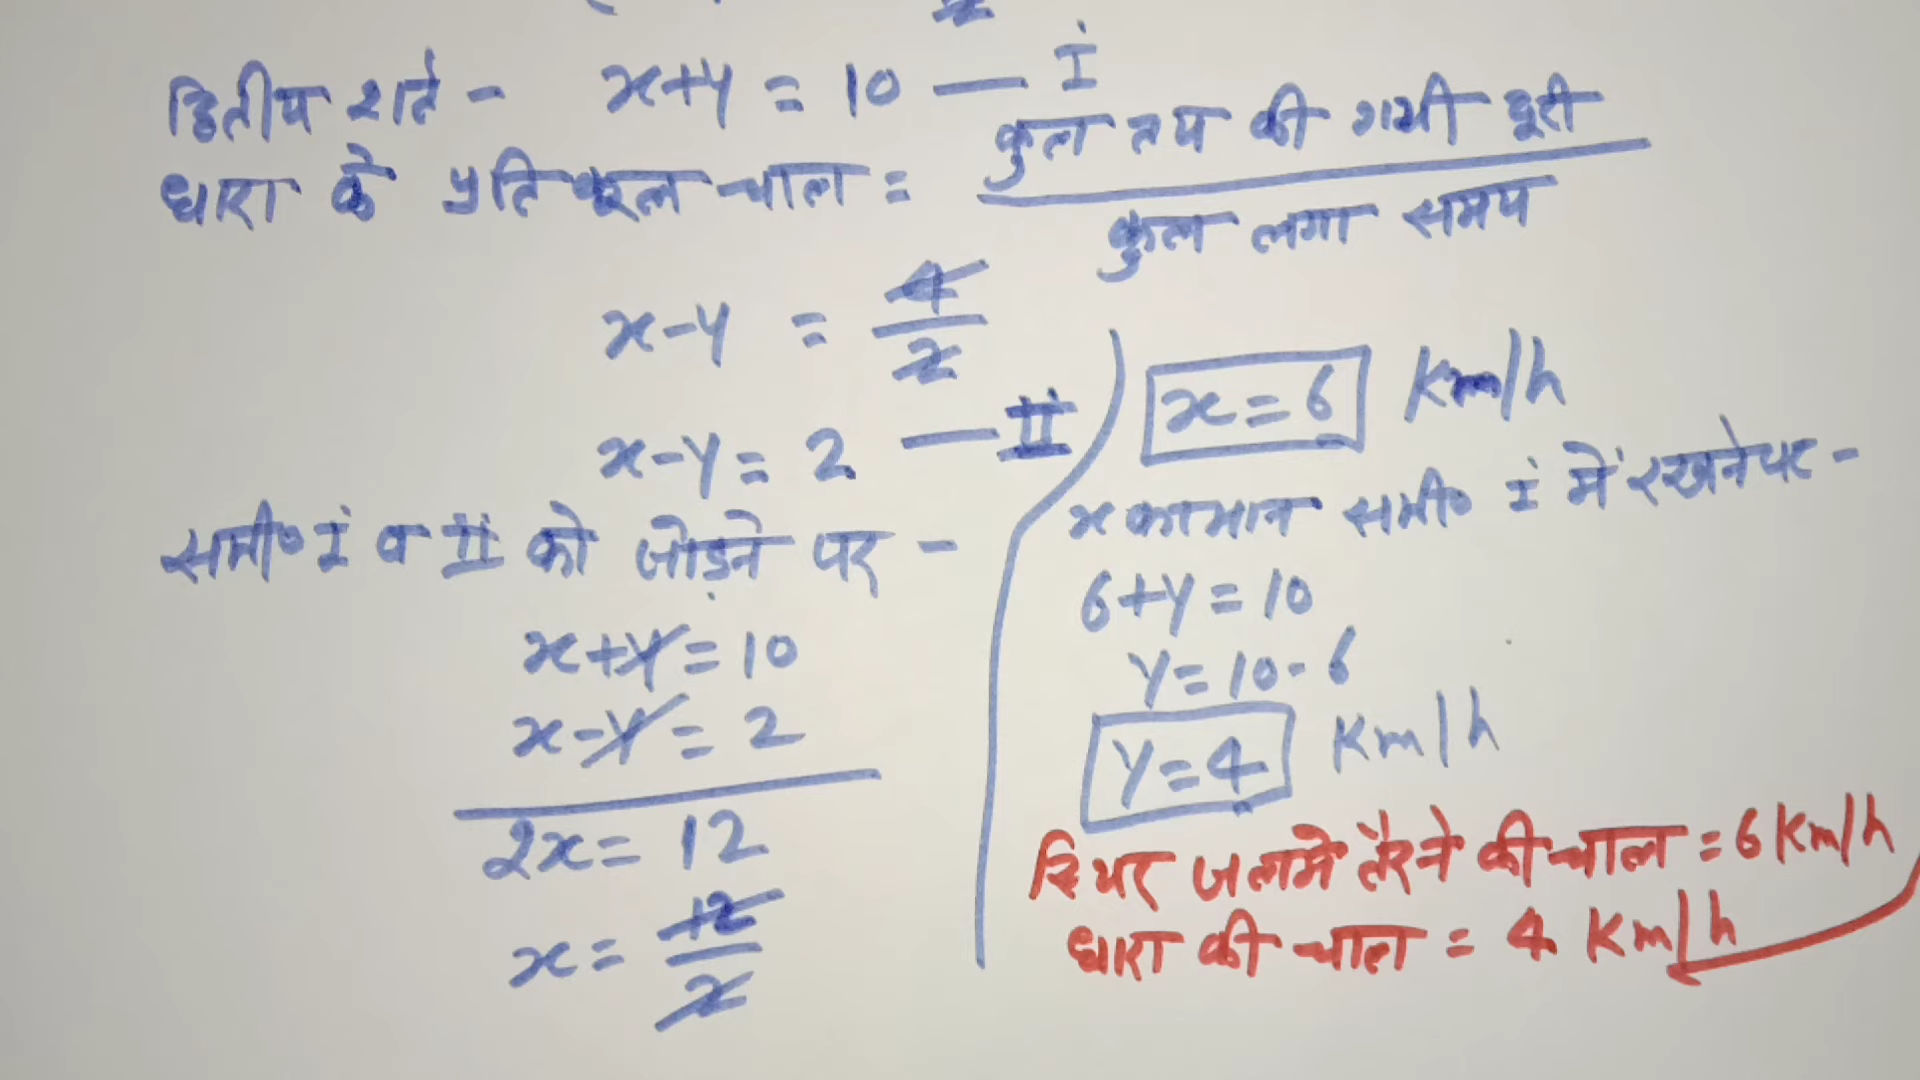 x+y = 10 — I
द्वितीय शर्त -
धारा के प्रतिकूल चाल = कुल तय की गयी दूरी / कुल लगा समय
x-y = 4/2
x-y = 2 — II
समी० I व II को जोड़ने पर -
x+y = 10
x-y = 2
2x = 12
x = 12/2
x = 6 Km/h
x का मान समी० I में रखने पर -
6+y = 10
y = 10-6
y = 4 Km/h
स्थिर जल में तैरने की चाल = 6 Km/h
धारा की चाल = 4 Km/h